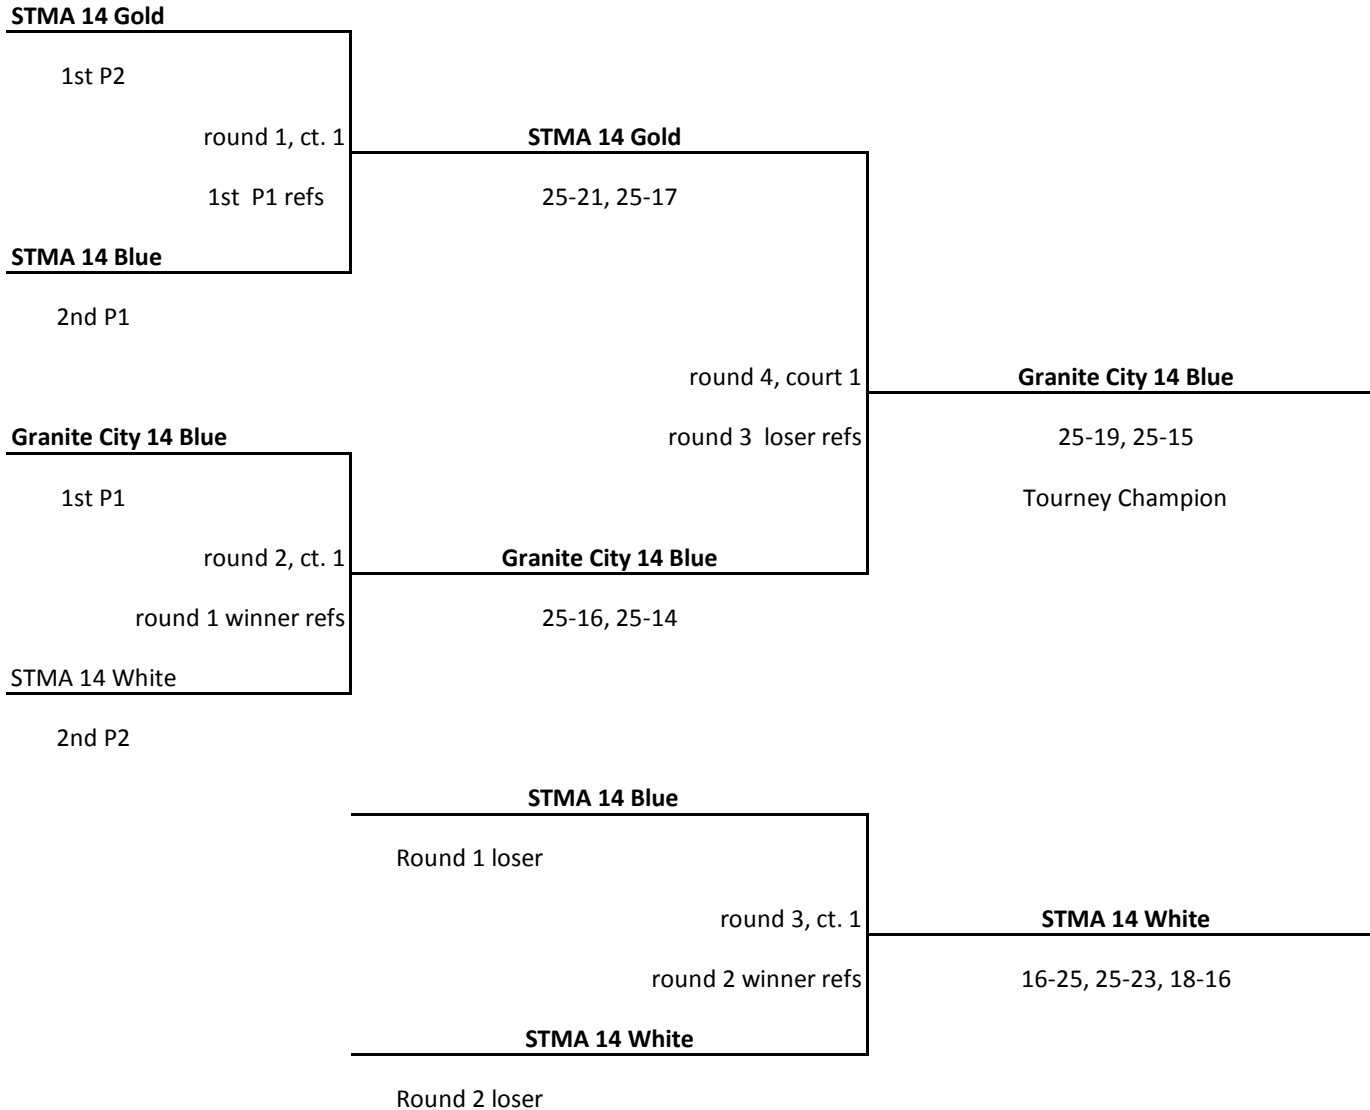 STMA 14 Gold
1st P2
round 1, ct. 1
STMA 14 Gold
1st  P1 refs
25-21, 25-17
STMA 14 Blue
2nd P1
round 4, court 1
Granite City 14 Blue
Granite City 14 Blue
round 3  loser refs
25-19, 25-15
1st P1
Tourney Champion
round 2, ct. 1
Granite City 14 Blue
round 1 winner refs
25-16, 25-14
STMA 14 White
2nd P2
STMA 14 Blue
Round 1 loser
round 3, ct. 1
STMA 14 White
round 2 winner refs
16-25, 25-23, 18-16
STMA 14 White
Round 2 loser